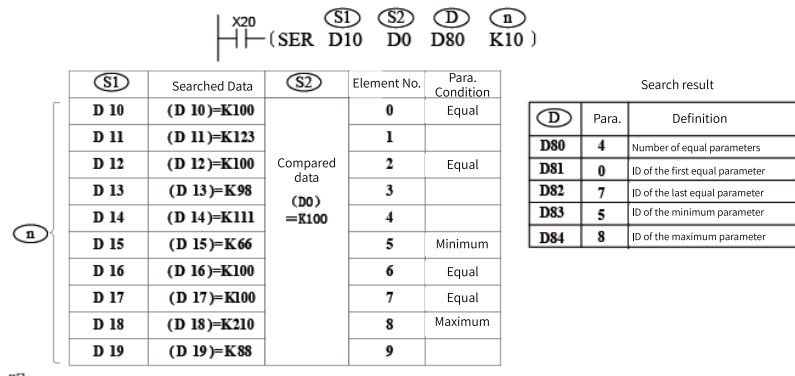 S1 S2 D n
X20
(SER D10 D0 D80 K10 )
S1 Searched Data S2 Element No. Para. Condition
D 10 (D 10)=K100 0 Equal
D 11 (D 11)=K123 1
D 12 (D 12)=K100 2 Equal
D 13 (D 13)=K98 3
D 14 (D 14)=K111 4
D 15 (D 15)=K66 5 Minimum
D 16 (D 16)=K100 6 Equal
D 17 (D 17)=K100 7 Equal
D 18 (D 18)=K210 8 Maximum
D 19 (D 19)=K88 9
Compared
data
(D0)
=K100
n
Search result
D Para. Definition
D80 4 Number of equal parameters
D81 0 ID of the first equal parameter
D82 7 ID of the last equal parameter
D83 5 ID of the minimum parameter
D84 8 ID of the maximum parameter